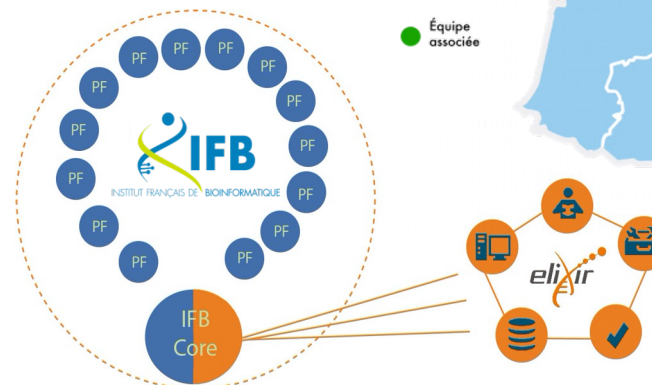 Équipe
associée
PF
PF
PF
PF
PF
PF
PF
PF
IFB
INSTITUT FRANÇAIS DE BIOINFORMATIQUE
PF
PF
PF
PF
PF
PF
elixir
IFB
Core